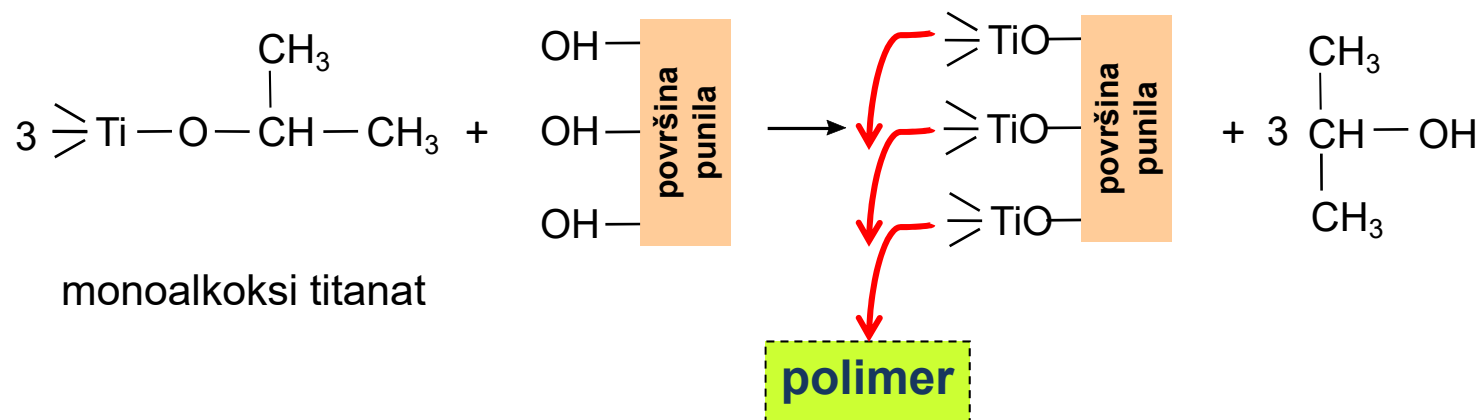 CH3
3 Ti O CH CH3 +
OH
OH
OH
površina
punila
TiO
TiO
TiO
površina
punila
+ 3
CH3
CH OH
CH3
monoalkoksi titanat
polimer